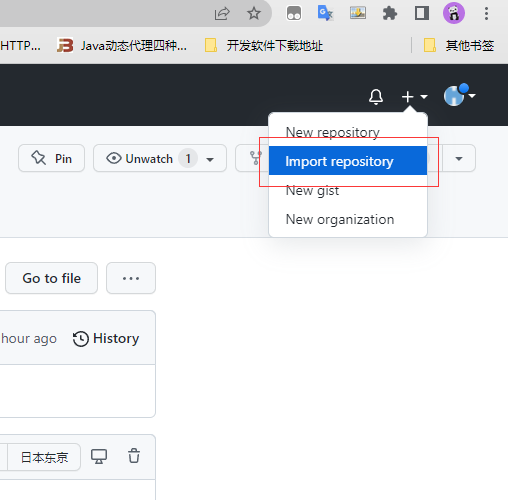 HTTP... Java动态代理四种... 开发软件下载地址 其他书签
New repository
Pin Unwatch 1
Import repository
New gist
New organization
Go to file ...
hour ago History
日本东京